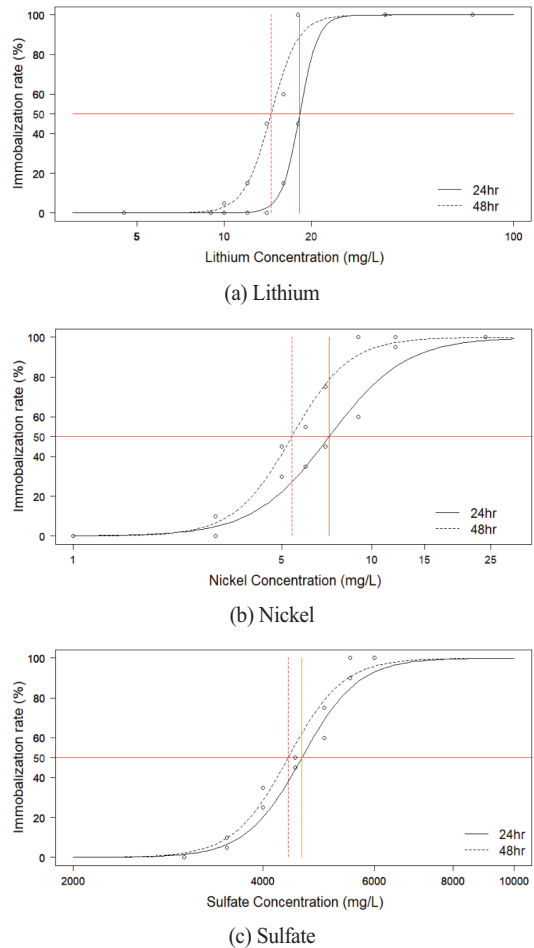 Immobalization rate (%)
100
80
60
50
40
20
0
24hr
48hr
5
10
20
100
Lithium Concentration (mg/L)
(a) Lithium
Immobalization rate (%)
100
80
60
50
40
20
0
24hr
48hr
1
5
10
15
25
Nickel Concentration (mg/L)
(b) Nickel
Immobalization rate (%)
100
80
60
50
40
20
0
24hr
48hr
2000
4000
6000
8000
10000
Sulfate Concentration (mg/L)
(c) Sulfate